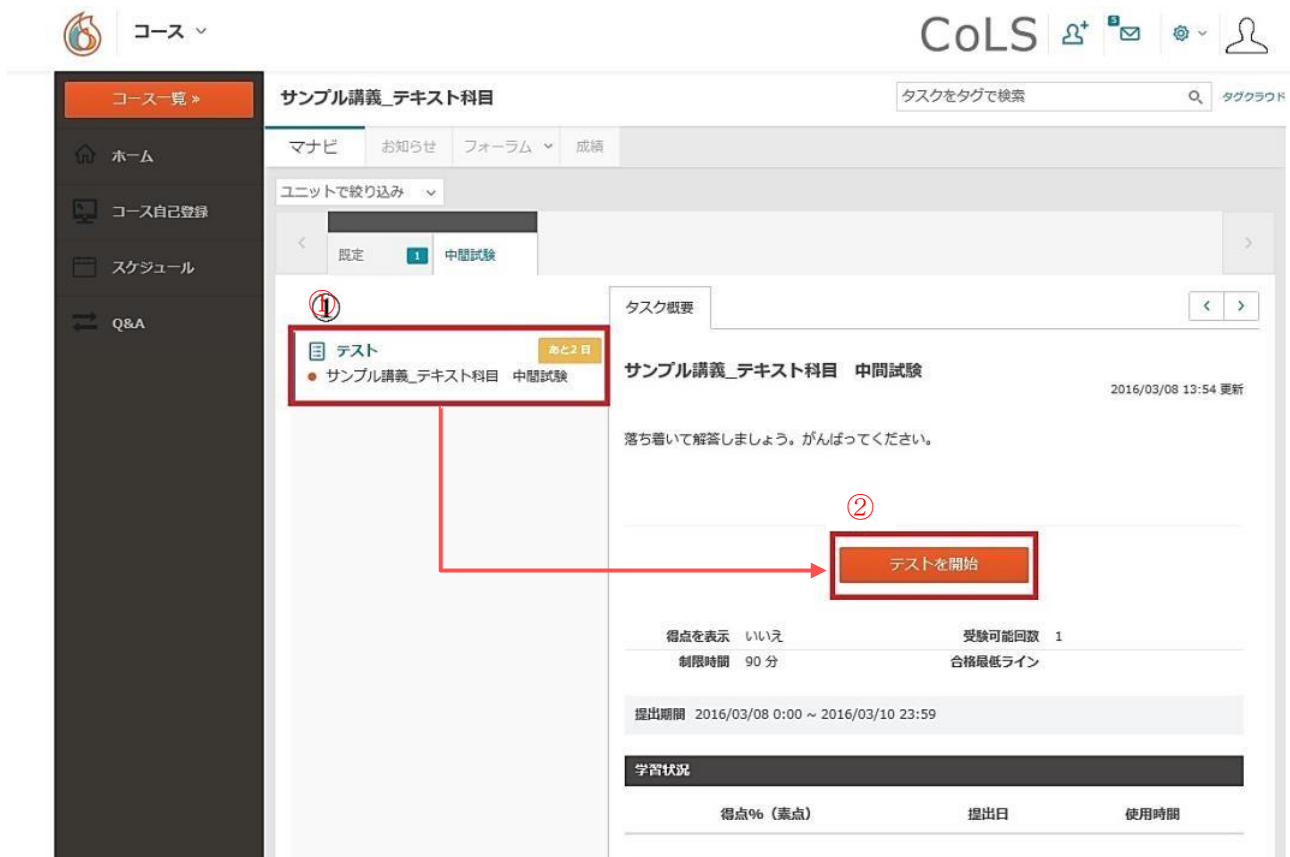 コース
CoLS
5
コース一覧 »
サンプル講義_テキスト科目
タスクをタグで検索
タグクラウド
ホーム
マナビ お知らせ フォーラム 成績
ユニットで絞り込み
コース自己登録
既定 1 中間試験
スケジュール
Q&A
①
タスク概要
テスト
あと2日
サンプル講義_テキスト科目 中間試験
サンプル講義_テキスト科目 中間試験
2016/03/08 13:54 更新
落ち着いて解答しましょう。がんばってください。
②
テストを開始
得点を表示 いいえ 受験可能回数 1
制限時間 90 分 合格最低ライン
提出期間 2016/03/08 0:00 ~ 2016/03/10 23:59
学習状況
得点%（素点） 提出日 使用時間